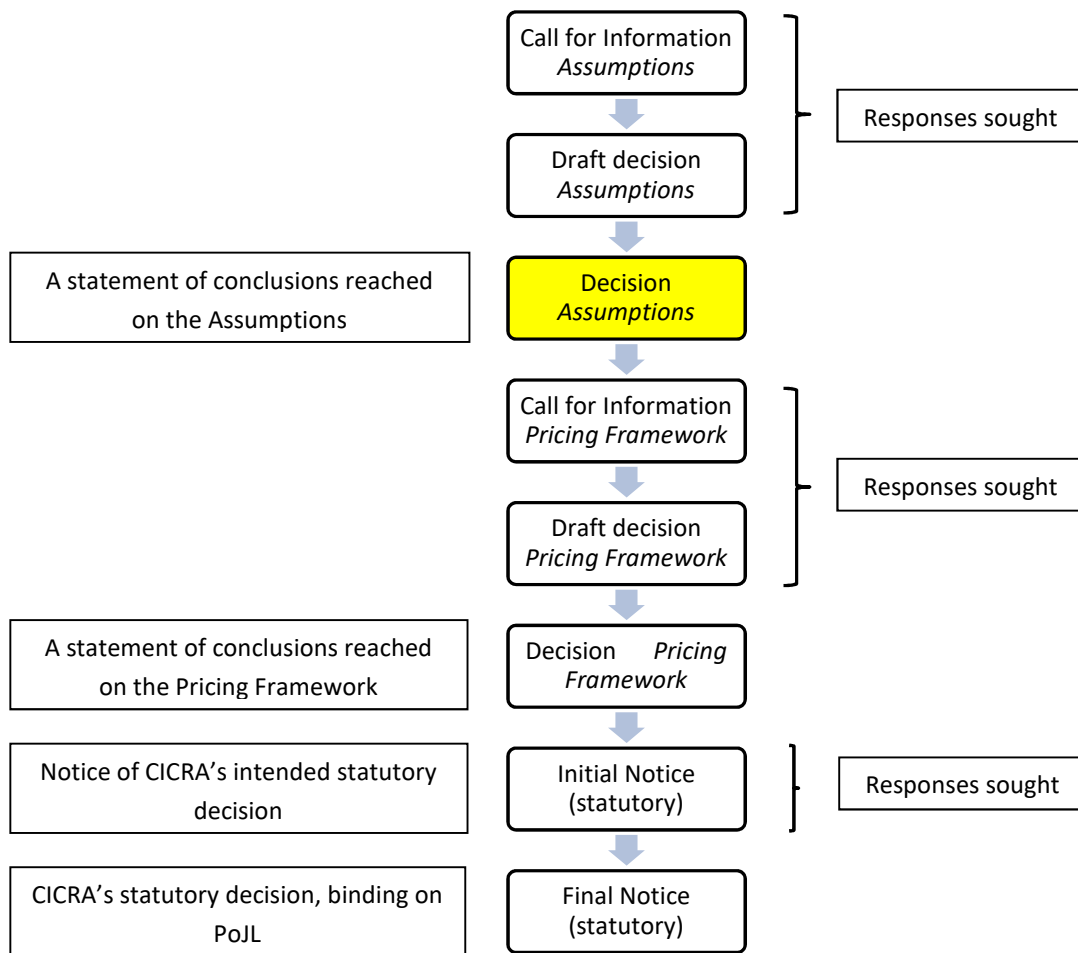 Call for Information
Assumptions
Responses sought
Draft decision
Assumptions
A statement of conclusions reached
on the Assumptions
Decision
Assumptions
Call for Information
Pricing Framework
Responses sought
Draft decision
Pricing Framework
A statement of conclusions reached
on the Pricing Framework
Decision Pricing
Framework
Notice of CICRA’s intended statutory
decision
Initial Notice
(statutory)
Responses sought
CICRA’s statutory decision, binding on
PoJL
Final Notice
(statutory)